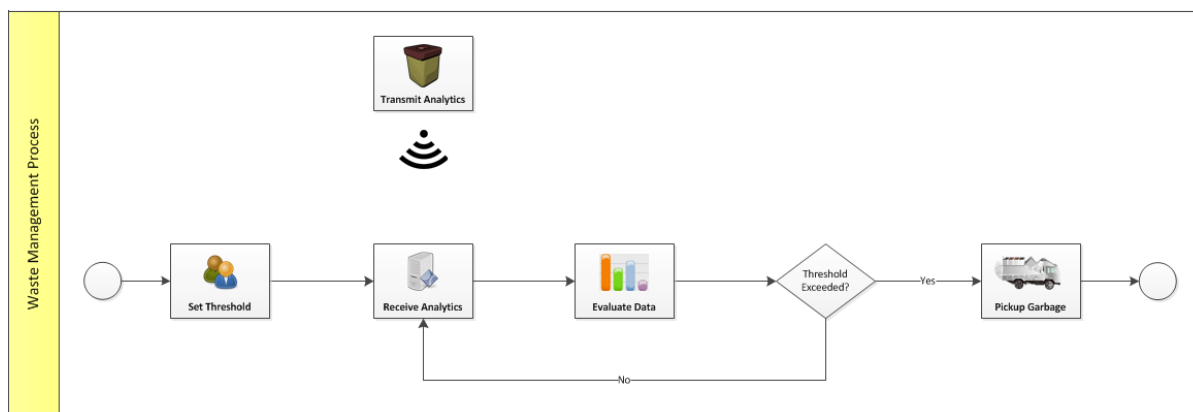 Waste Management Process
Transmit Analytics
Set Threshold
Receive Analytics
Evaluate Data
Threshold
Exceeded?
Yes
Pickup Garbage
No